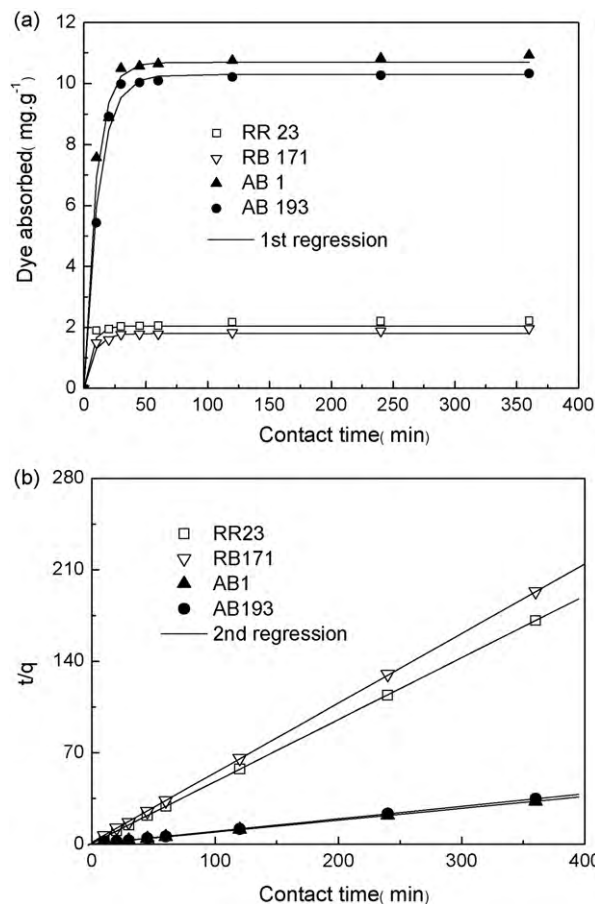 (a)
12
10
8
6
4
2
0
Dye absorbed( mg.g⁻¹)
RR 23
RB 171
AB 1
AB 193
1st regression
0 50 100 150 200 250 300 350 400
Contact time( min)
(b)
280
210
140
70
0
t/q
RR23
RB171
AB1
AB193
2nd regression
0 100 200 300 400
Contact time( min)